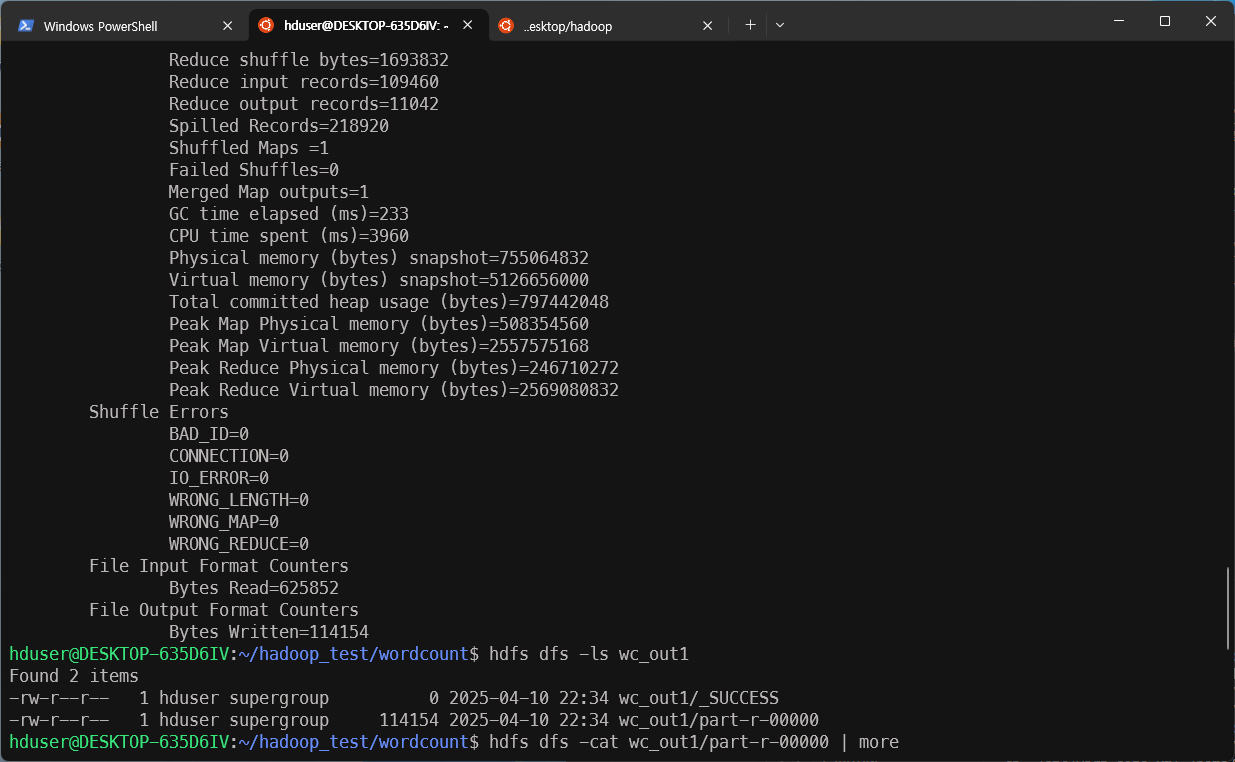 Windows PowerShell
hduser@DESKTOP-635D6IV: ~
..esktop/hadoop
Reduce shuffle bytes=1693832
Reduce input records=109460
Reduce output records=11042
Spilled Records=218920
Shuffled Maps =1
Failed Shuffles=0
Merged Map outputs=1
GC time elapsed (ms)=233
CPU time spent (ms)=3960
Physical memory (bytes) snapshot=755064832
Virtual memory (bytes) snapshot=5126656000
Total committed heap usage (bytes)=797442048
Peak Map Physical memory (bytes)=508354560
Peak Map Virtual memory (bytes)=2557575168
Peak Reduce Physical memory (bytes)=246710272
Peak Reduce Virtual memory (bytes)=2569080832
Shuffle Errors
BAD_ID=0
CONNECTION=0
IO_ERROR=0
WRONG_LENGTH=0
WRONG_MAP=0
WRONG_REDUCE=0
File Input Format Counters
Bytes Read=625852
File Output Format Counters
Bytes Written=114154
hduser@DESKTOP-635D6IV:~/hadoop_test/wordcount$ hdfs dfs -ls wc_out1
Found 2 items
-rw-r--r--   1 hduser supergroup          0 2025-04-10 22:34 wc_out1/_SUCCESS
-rw-r--r--   1 hduser supergroup     114154 2025-04-10 22:34 wc_out1/part-r-00000
hduser@DESKTOP-635D6IV:~/hadoop_test/wordcount$ hdfs dfs -cat wc_out1/part-r-00000 | more